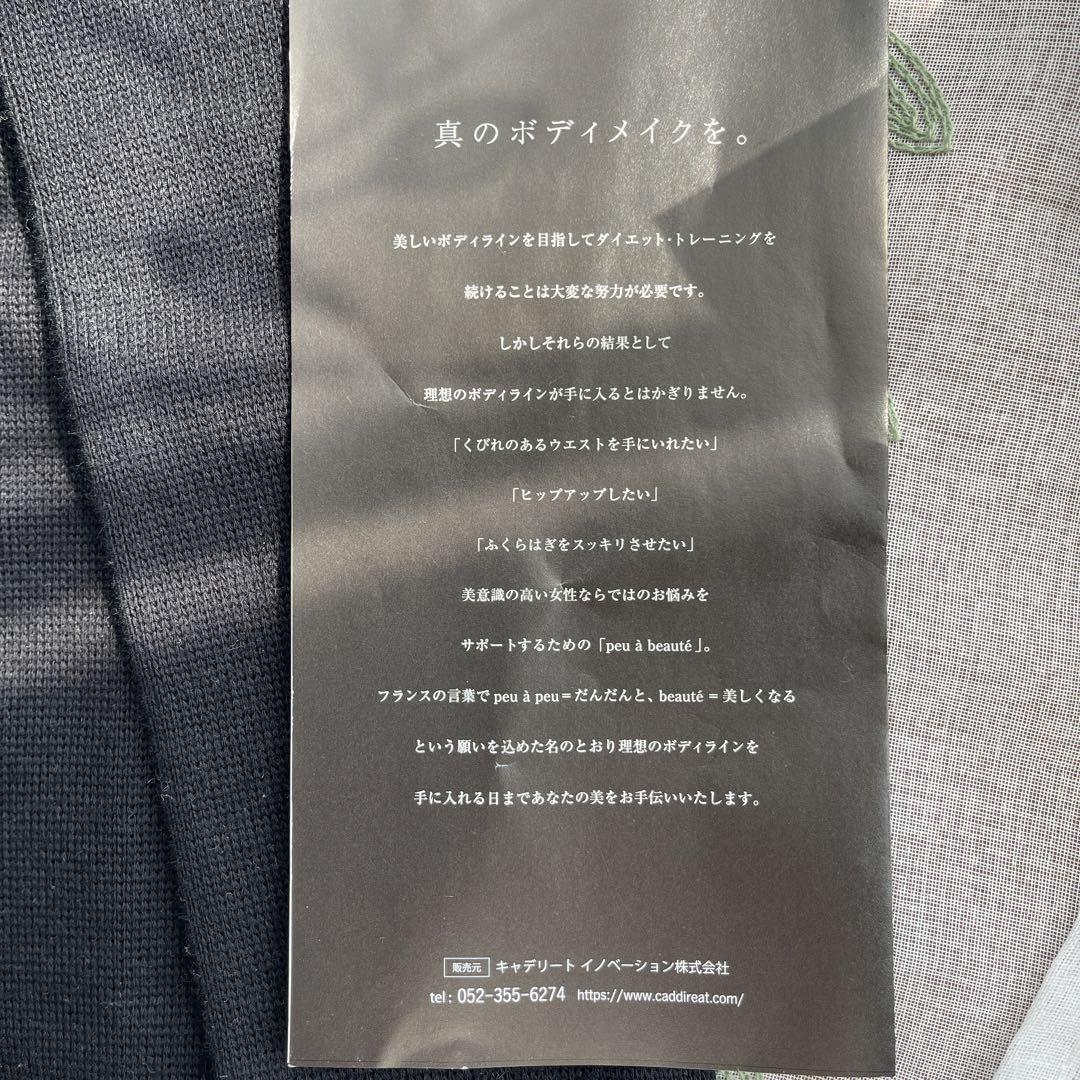 真のボディメイクを。
美しいボディラインを目指してダイエット・トレーニングを
続けることは大変な努力が必要です。
しかしそれらの結果として
理想のボディラインが手に入るとはかぎりません。
「くびれのあるウエストを手にいれたい」
「ヒップアップしたい」
「ふくらはぎをスッキリさせたい」
美意識の高い女性ならではのお悩みを
サポートするための「peu à beauté」。
フランスの言葉でpeu à peu=だんだんと、beauté=美しくなる
という願いを込めた名のとおり理想のボディラインを
手に入れる日まであなたの美をお手伝いいたします。
販売元 キャデリート イノベーション株式会社
tel: 052-355-6274 https://www.caddireat.com/